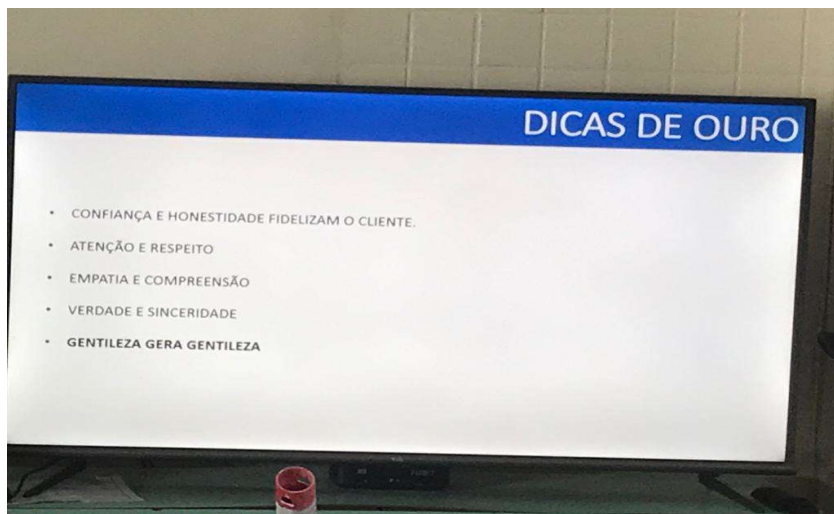 DICAS DE OURO
• CONFIANÇA E HONESTIDADE FIDELIZAM O CLIENTE.
• ATENÇÃO E RESPEITO
• EMPATIA E COMPREENSÃO
• VERDADE E SINCERIDADE
• GENTILEZA GERA GENTILEZA